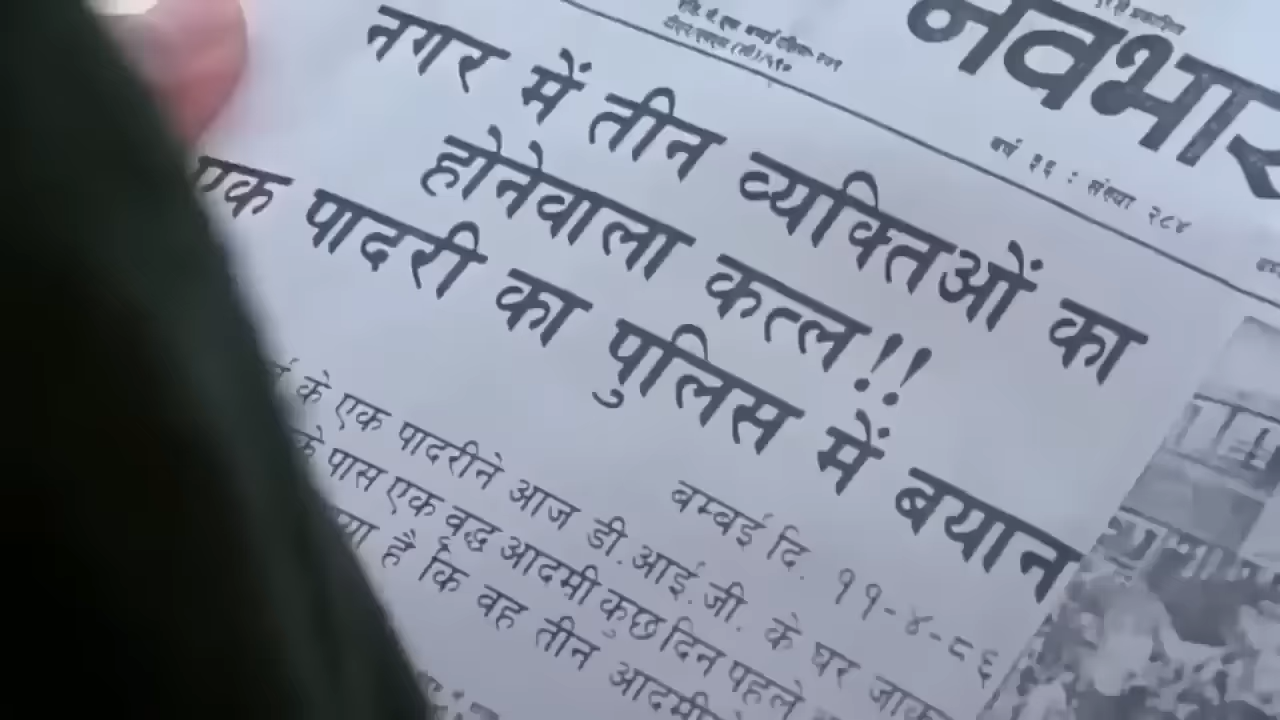 नवभार
वर्ष ३६ : संख्या २८४
नगर में तीन व्यक्तिओं का
होनेवाला कत्ल!!
एक पादरी का पुलिस में बयान
बम्बई दि. ११-४-८६
के एक पादरीने आज डी.आई.जी. के घर जाकर
के पास एक वृद्ध आदमी कुछ दिन पहले
है कि वह तीन आदमी